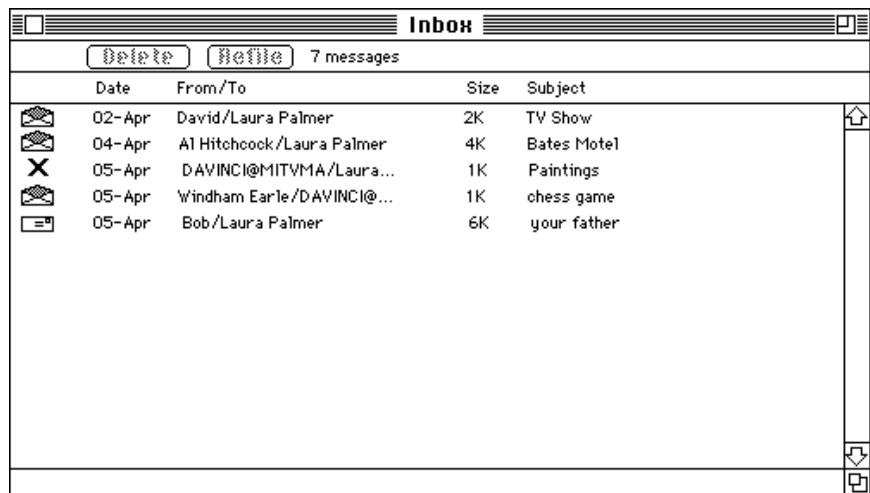 Inbox
Delete Refile 7 messages
Date From/To Size Subject
02-Apr David/Laura Palmer 2K TV Show
04-Apr Al Hitchcock/Laura Palmer 4K Bates Motel
05-Apr DAVINCI@MITVMA/Laura... 1K Paintings
05-Apr Windham Earle/DAVINCI@... 1K chess game
05-Apr Bob/Laura Palmer 6K your father